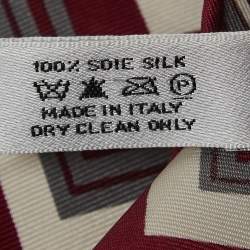 100% SOIE SILK
P
MADE IN ITALY
DRY CLEAN ONLY